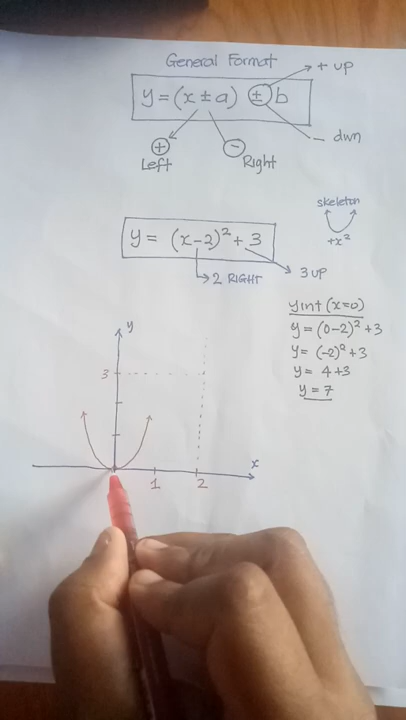 General Format
+ up
y = (x ± a) ± b
– dwn
+ –
Left Right
skeleton
+x²
y = (x-2)² + 3
2 RIGHT
3 UP
y int (x=0)
y = (0-2)² + 3
y = (-2)² + 3
y = 4 + 3
y = 7
y
3
x
1 2